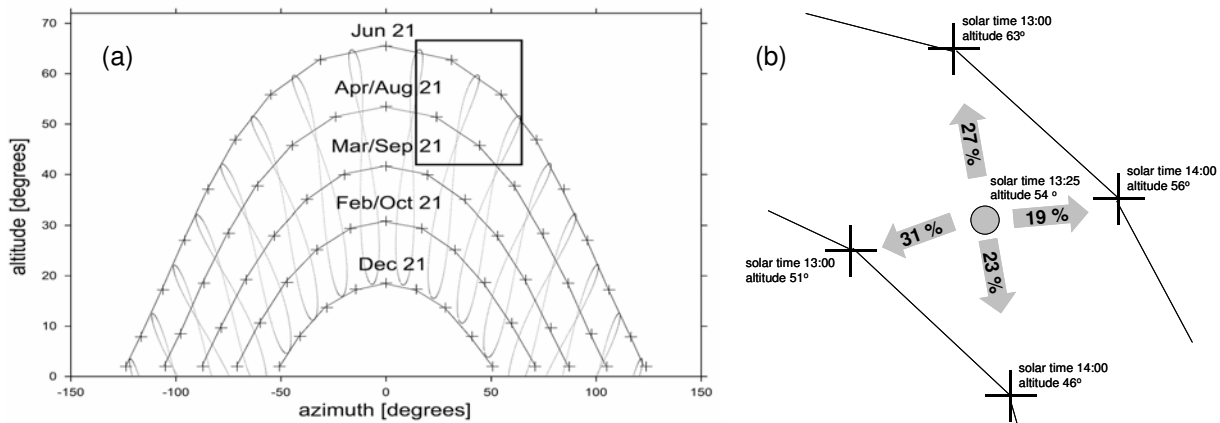 (a)
altitude [degrees]
70
60
50
40
30
20
10
0
Jun 21
Apr/Aug 21
Mar/Sep 21
Feb/Oct 21
Dec 21
-150
-100
-50
0
50
100
150
azimuth [degrees]
(b)
solar time 13:00
altitude 63º
27 %
solar time 13:25
altitude 54 º
solar time 14:00
altitude 56º
19 %
31 %
solar time 13:00
altitude 51º
23 %
solar time 14:00
altitude 46º